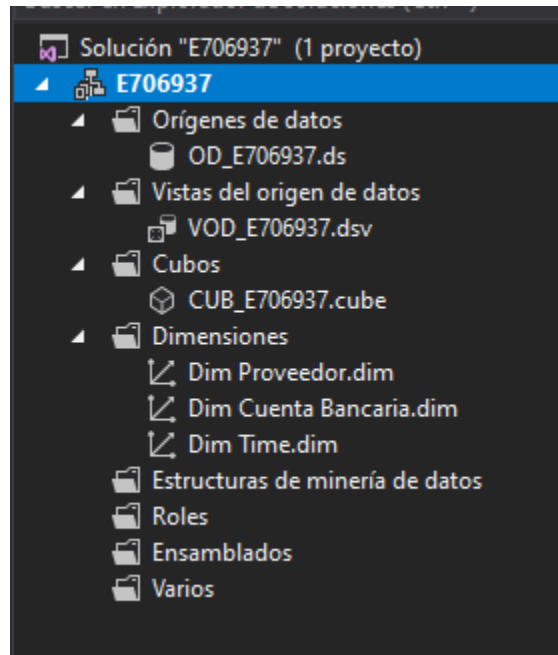 Solución "E706937" (1 proyecto)
E706937
Orígenes de datos
OD_E706937.ds
Vistas del origen de datos
VOD_E706937.dsv
Cubos
CUB_E706937.cube
Dimensiones
Dim Proveedor.dim
Dim Cuenta Bancaria.dim
Dim Time.dim
Estructuras de minería de datos
Roles
Ensamblados
Varios